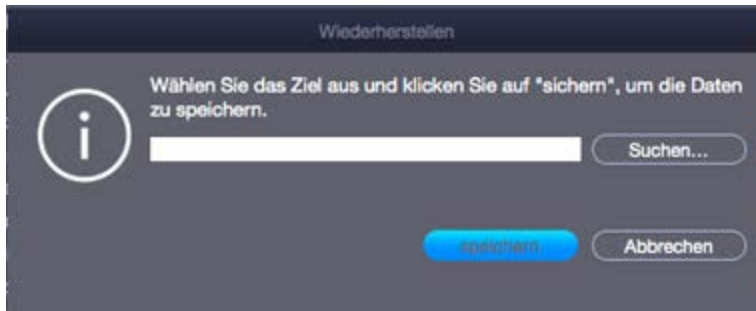 Wiederherstellen
Wählen Sie das Ziel aus und klicken Sie auf "sichern", um die Daten
zu speichern.
Suchen...
speichern
Abbrechen